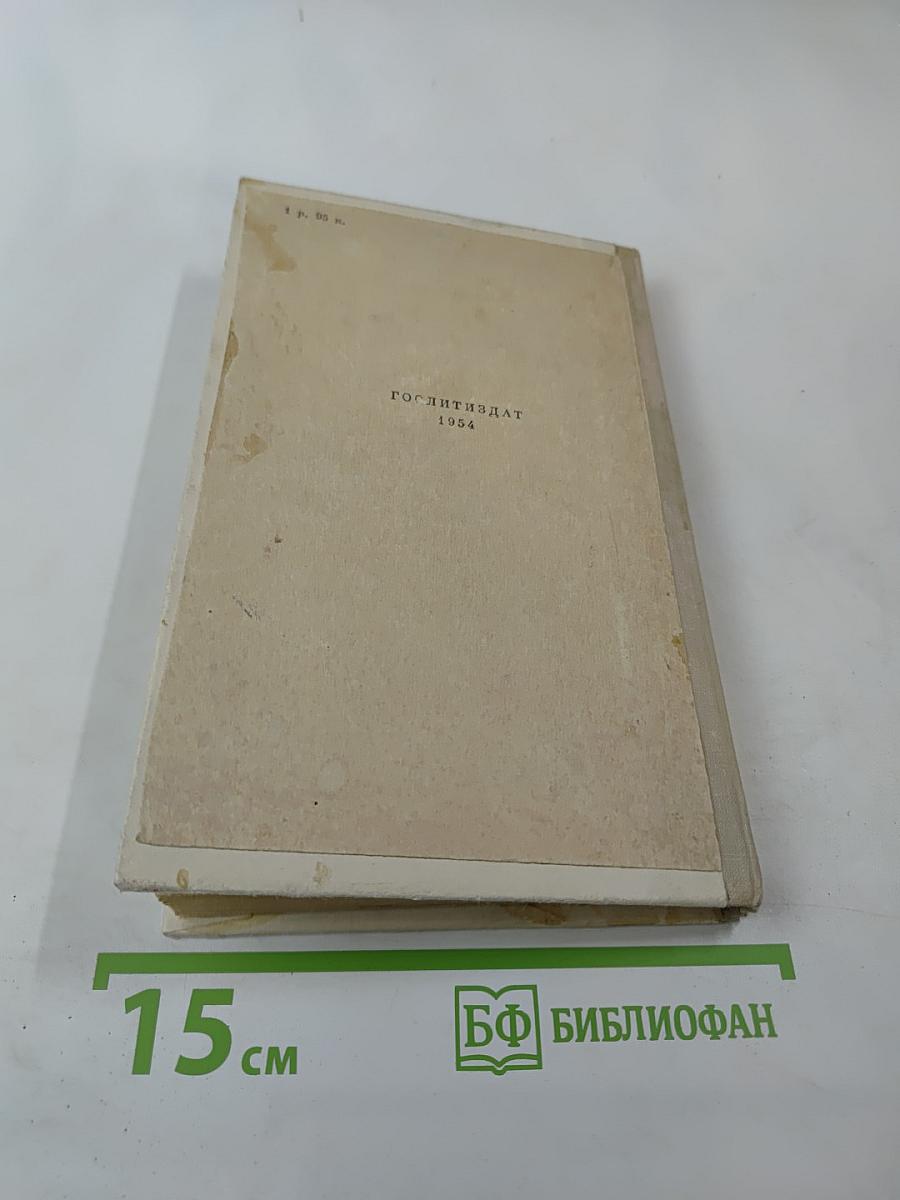 1 р. 95 к.
ГОСЛИТИЗДАТ
1954
15 см
БФ БИБЛИОФАН